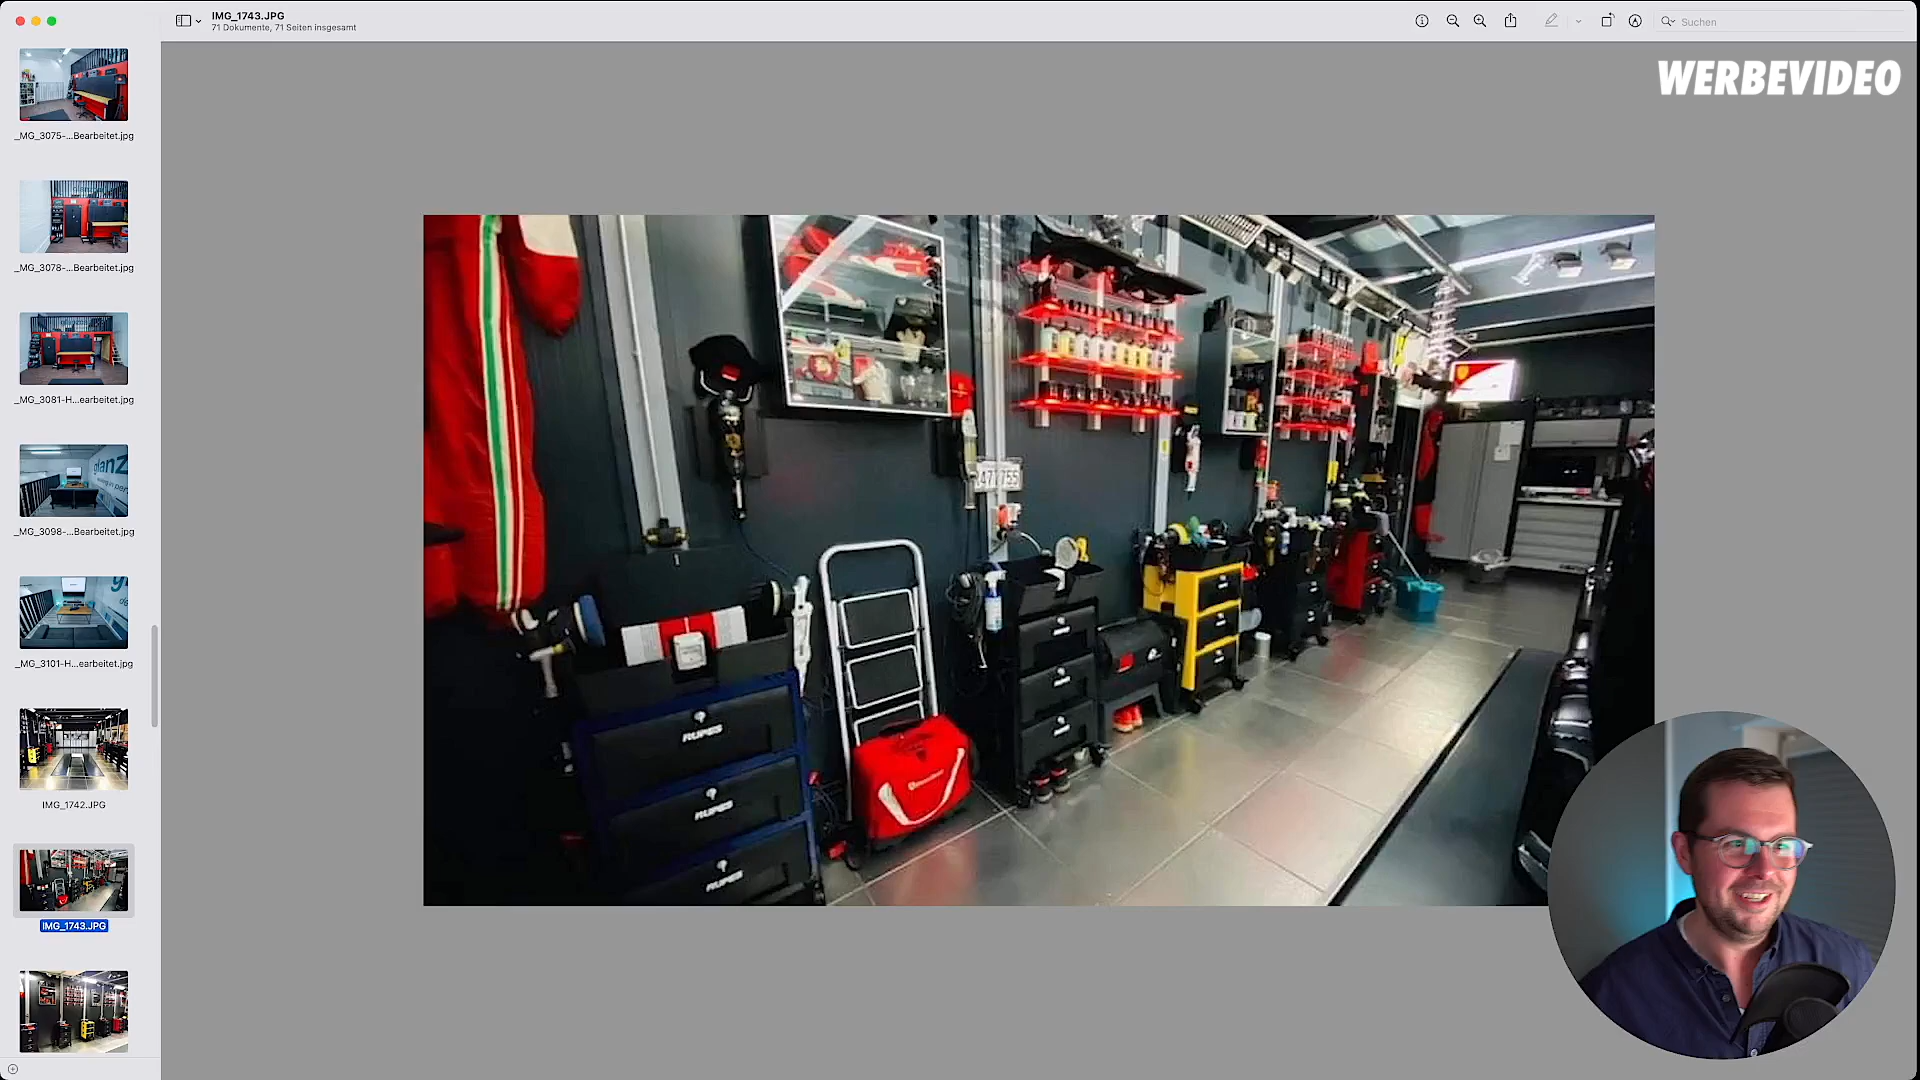 IMG_1743.JPG
71 Dokumente, 71 Seiten insgesamt
Suchen
WERBEVIDEO
_MG_3075-...Bearbeitet.jpg
_MG_3078-...Bearbeitet.jpg
_MG_3081-H...earbeitet.jpg
_MG_3098-...Bearbeitet.jpg
_MG_3101-H...earbeitet.jpg
IMG_1742.JPG
IMG_1743.JPG
glanz
RUPES
RUPES
RUPES